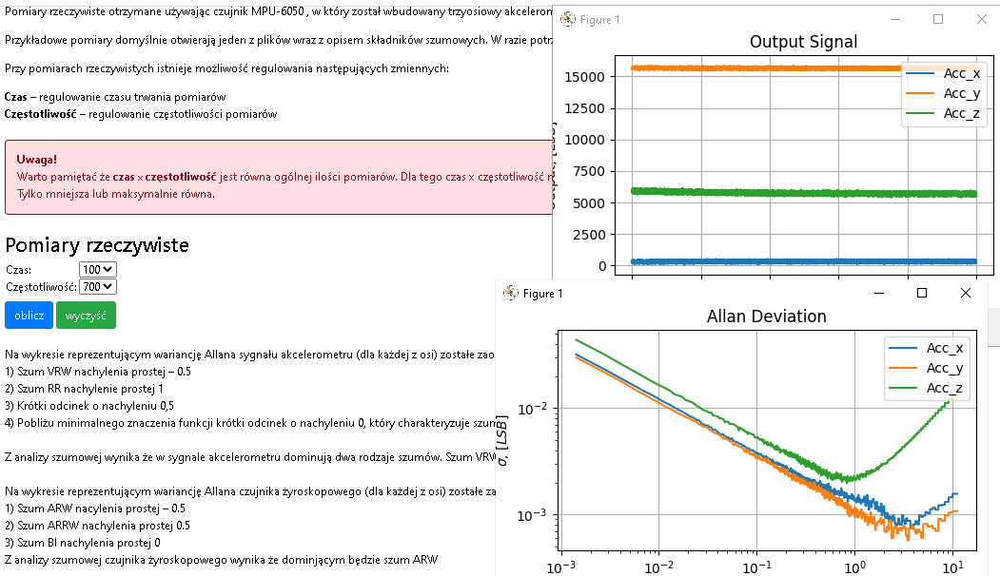 Pomiary rzeczywiste otrzymane używając czujnik MPU-6050 , w który został wbudowany trzyosiowy akceleron
Przykładowe pomiary domyślnie otwierają jeden z plików wraz z opisem składników szumowych. W razie potrz
Przy pomiarach rzeczywistych istnieje możliwość regulowania następujących zmiennych:
Czas – regulowanie czasu trwania pomiarów
Częstotliwość – regulowanie częstotliwości pomiarów
Uwaga!
Warto pamiętać że czas x częstotliwość jest równa ogólnej ilości pomiarów. Dla tego czas x częstotliwość
Tylko mniejsza lub maksymalnie równa.
Pomiary rzeczywiste
Czas: 100
Częstotliwość: 700
oblicz wyczyść
Na wykresie reprezentującym wariancję Allana sygnału akcelerometru (dla każdej z osi) zostałe zao
1) Szum VRW nachylenia prostej – 0.5
2) Szum RR nachylenie prostej 1
3) Krótki odcinek o nachyleniu 0,5
4) Pobliżu minimalnego znaczenia funkcji krótki odcinek o nachyleniu 0, który charakteryzuje szum
Z analizy szumowej wynika że w sygnale akcelerometru dominują dwa rodzaje szumów. Szum VRW
Na wykresie reprezentującym wariancję Allana czujnika żyroskopowego (dla każdej z osi) zostałe za
1) Szum ARW nacylenia prostej – 0.5
2) Szum ARRW nachylenia prostej 0.5
3) Szum BI nachylenia prostej 0
Z analizy szumowej czujnika żyroskopowego wynika że dominjącym będzie szum ARW
Figure 1
Output Signal
15000
12500
10000
7500
5000
2500
0
Acc_x
Acc_y
Acc_z
Figure 1
Allan Deviation
σ, [LSB]
10⁻²
10⁻³
Acc_x
Acc_y
Acc_z
10⁻³ 10⁻² 10⁻¹ 10⁰ 10¹